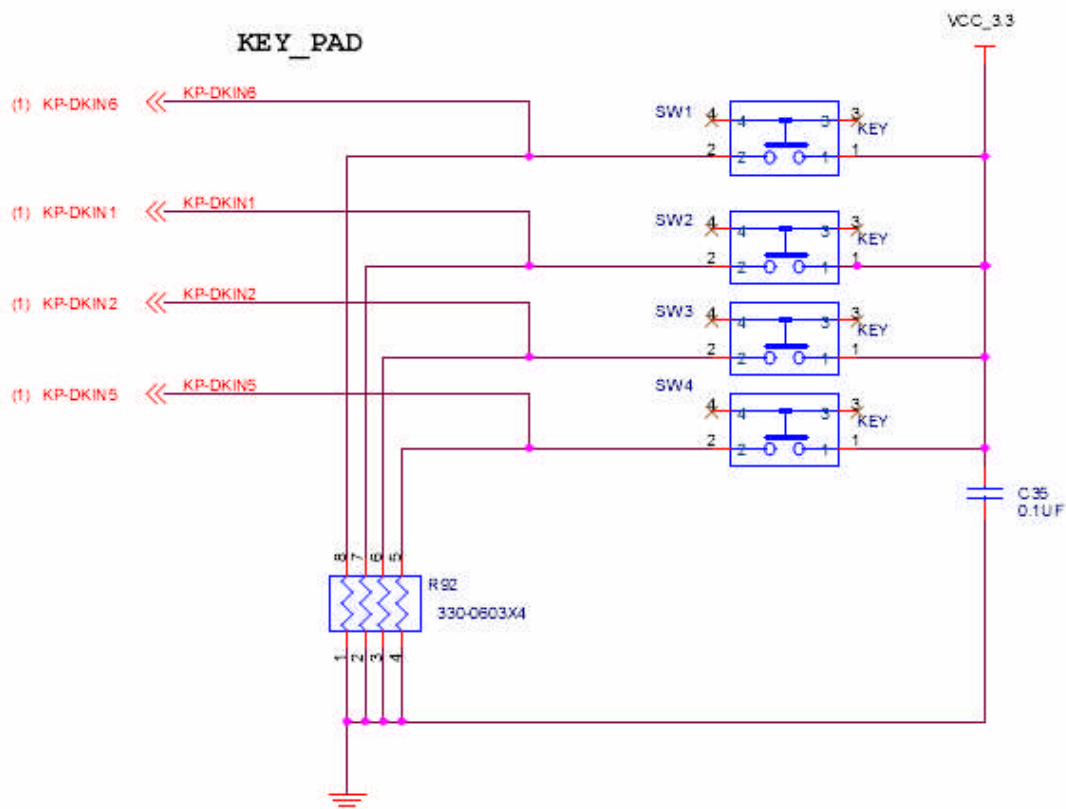 KEY_PAD
VCC_3.3
(1) KP-DKIN6 KP-DKIN6
SW1 4 4 3 3 KEY
2 2 1 1
(1) KP-DKIN1 KP-DKIN1
SW2 4 4 3 3 KEY
2 2 1 1
(1) KP-DKIN2 KP-DKIN2
SW3 4 4 3 3 KEY
2 2 1 1
(1) KP-DKIN5 KP-DKIN5
SW4 4 4 3 3 KEY
2 2 1 1
C35
0.1UF
8 7 6 5
R92
330-0603X4
1 2 3 4